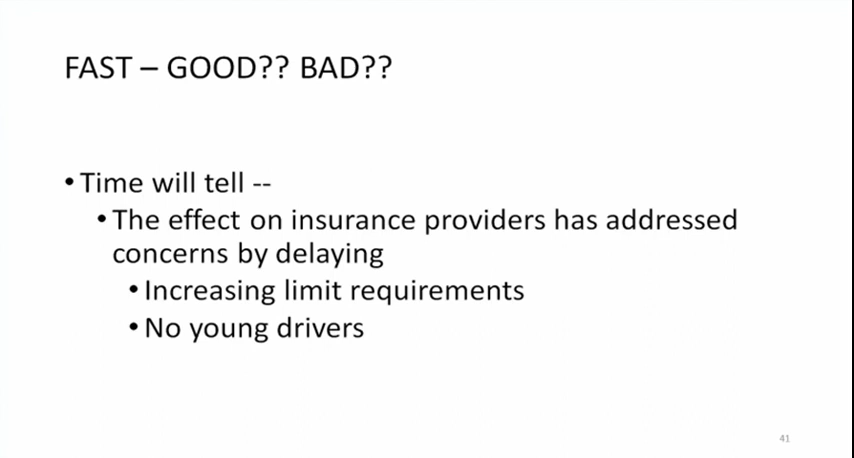 FAST – GOOD?? BAD??
• Time will tell --
• The effect on insurance providers has addressed
concerns by delaying
• Increasing limit requirements
• No young drivers
41